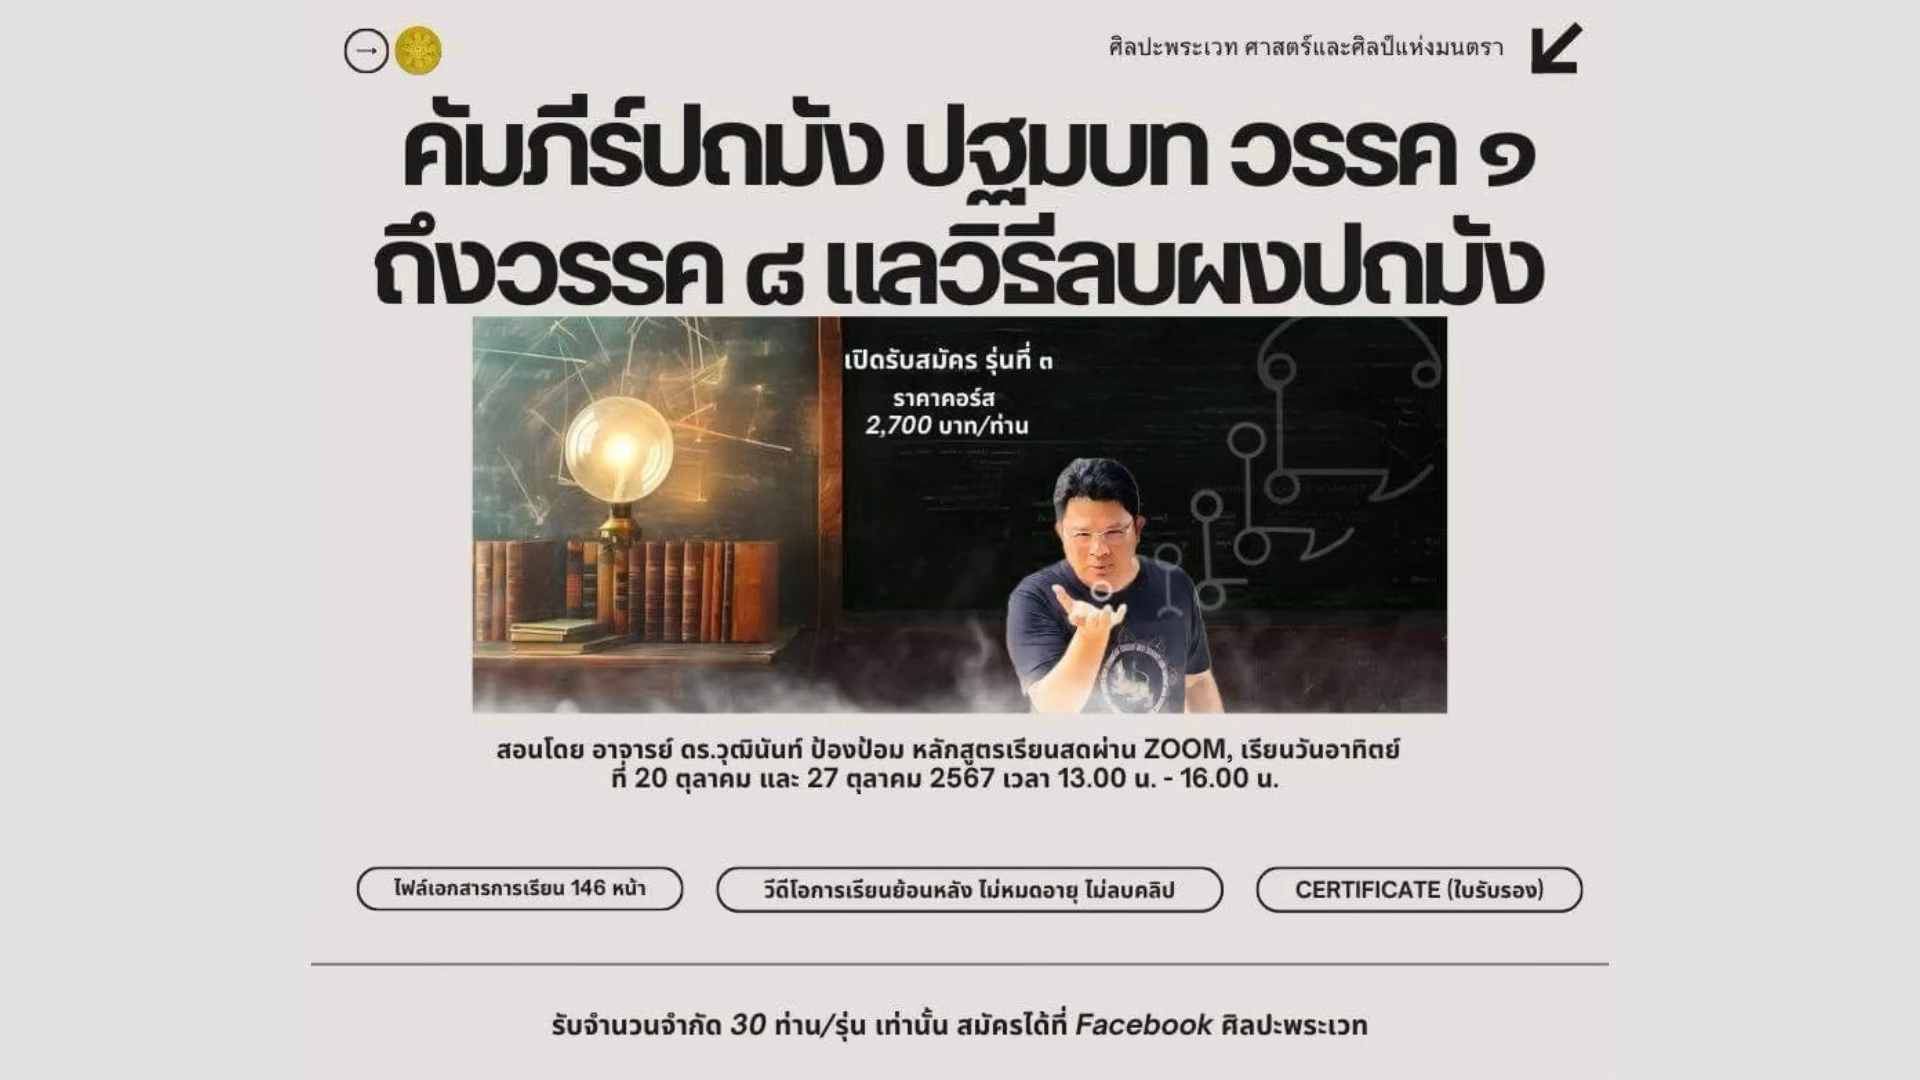 ศิลปะพระเวท ศาสตร์และศิลป์แห่งมนตรา
คัมภีร์ปถมัง ปฐมบท วรรค ๑
ถึงวรรค ๘ แลวิธีลบผงปถมัง
เปิดรับสมัคร รุ่นที่ ๓
ราคาคอร์ส
2,700 บาท/ท่าน
สอนโดย อาจารย์ ดร.วุฒินันท์ ป้องป้อม หลักสูตรเรียนสดผ่าน ZOOM, เรียนวันอาทิตย์
ที่ 20 ตุลาคม และ 27 ตุลาคม 2567 เวลา 13.00 น. - 16.00 น.
ไฟล์เอกสารการเรียน 146 หน้า
วีดีโอการเรียนย้อนหลัง ไม่หมดอายุ ไม่ลบคลิป
CERTIFICATE (ใบรับรอง)
รับจำนวนจำกัด 30 ท่าน/รุ่น เท่านั้น สมัครได้ที่ Facebook ศิลปะพระเวท